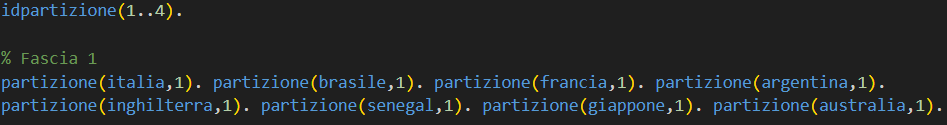 idpartizione(1..4).
% Fascia 1
partizione(italia,1). partizione(brasile,1). partizione(francia,1). partizione(argentina,1).
partizione(inghilterra,1). partizione(senegal,1). partizione(giappone,1). partizione(australia,1).